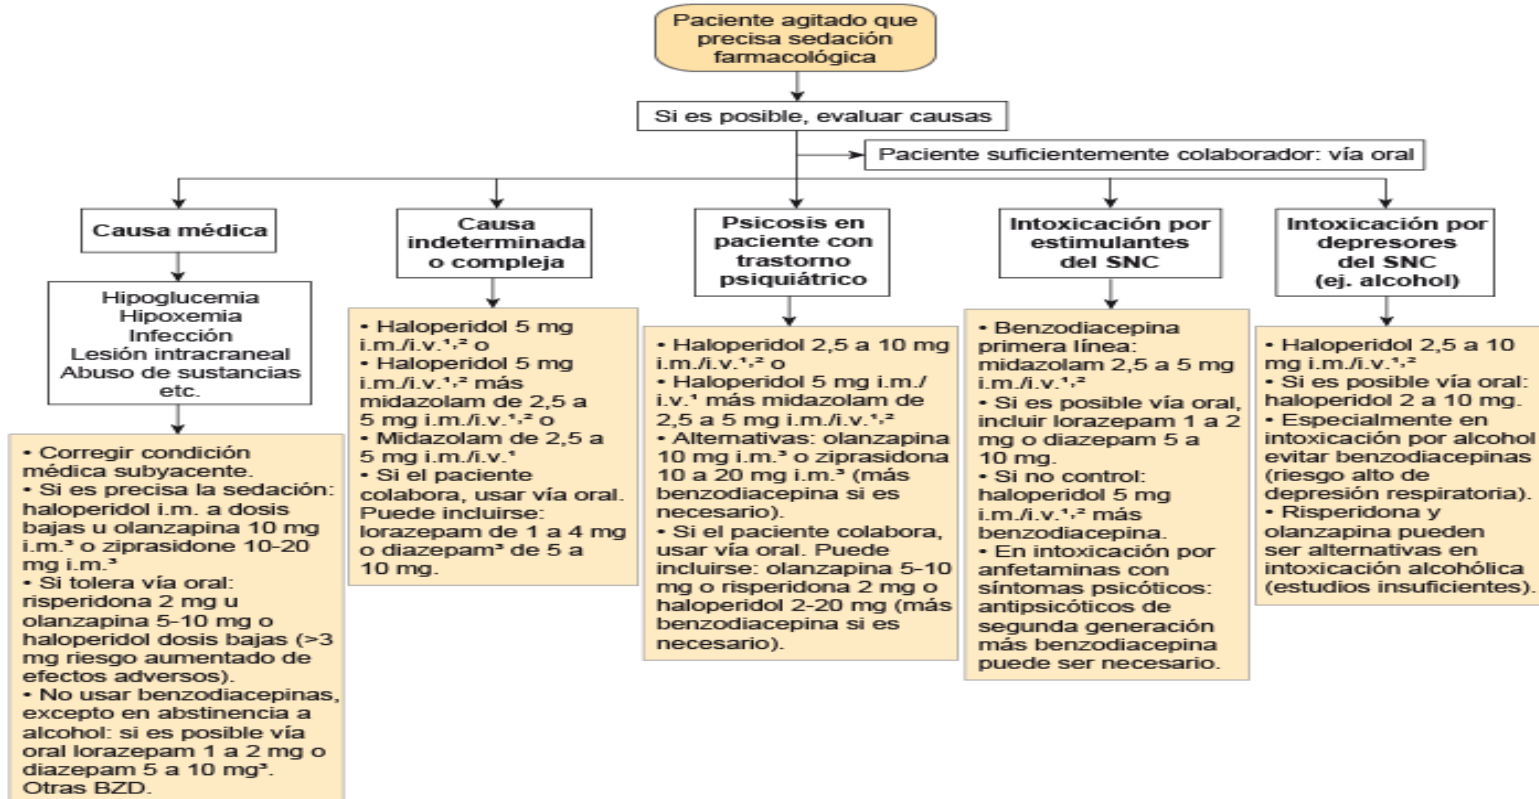 Paciente agitado que
precisa sedación
farmacológica
Si es posible, evaluar causas
Paciente suficientemente colaborador: vía oral
Causa médica
Hipoglucemia
Hipoxemia
Infección
Lesión intracraneal
Abuso de sustancias
etc.
• Corregir condición
médica subyacente.
• Si es precisa la sedación:
haloperidol i.m. a dosis
bajas u olanzapina 10 mg
i.m.³ o ziprasidone 10-20
mg i.m.³
• Si tolera vía oral:
risperidona 2 mg u
olanzapina 5-10 mg o
haloperidol dosis bajas (>3
mg riesgo aumentado de
efectos adversos).
• No usar benzodiacepinas,
excepto en abstinencia a
alcohol: si es posible vía
oral lorazepam 1 a 2 mg o
diazepam 5 a 10 mg³.
Otras BZD.
Causa
indeterminada
o compleja
• Haloperidol 5 mg
i.m./i.v.¹,² o
• Haloperidol 5 mg
i.m./i.v.¹,² más
midazolam de 2,5 a
5 mg i.m./i.v.¹,² o
• Midazolam de 2,5 a
5 mg i.m./i.v.¹
• Si el paciente
colabora, usar vía oral.
Puede incluirse:
lorazepam de 1 a 4 mg
o diazepam³ de 5 a
10 mg.
Psicosis en
paciente con
trastorno
psiquiátrico
• Haloperidol 2,5 a 10 mg
i.m./i.v.¹,² o
• Haloperidol 5 mg i.m./
i.v.¹ más midazolam de
2,5 a 5 mg i.m./i.v.¹,²
• Alternativas: olanzapina
10 mg i.m.³ o ziprasidona
10 a 20 mg i.m.³ (más
benzodiacepina si es
necesario).
• Si el paciente colabora,
usar vía oral. Puede
incluirse: olanzapina 5-10
mg o risperidona 2 mg o
haloperidol 2-20 mg (más
benzodiacepina si es
necesario).
Intoxicación por
estimulantes
del SNC
• Benzodiacepina
primera línea:
midazolam 2,5 a 5 mg
i.m./i.v.¹,²
• Si es posible vía oral,
incluir lorazepam 1 a 2
mg o diazepam 5 a
10 mg.
• Si no control:
haloperidol 5 mg
i.m./i.v.¹,² más
benzodiacepina.
• En intoxicación por
anfetaminas con
síntomas psicóticos:
antipsicóticos de
segunda generación
más benzodiacepina
puede ser necesario.
Intoxicación por
depresores
del SNC
(ej. alcohol)
• Haloperidol 2,5 a 10
mg i.m./i.v.¹,²
• Si es posible vía oral:
haloperidol 2 a 10 mg.
• Especialmente en
intoxicación por alcohol
evitar benzodiacepinas
(riesgo alto de
depresión respiratoria).
• Risperidona y
olanzapina pueden
ser alternativas en
intoxicación alcohólica
(estudios insuficientes).